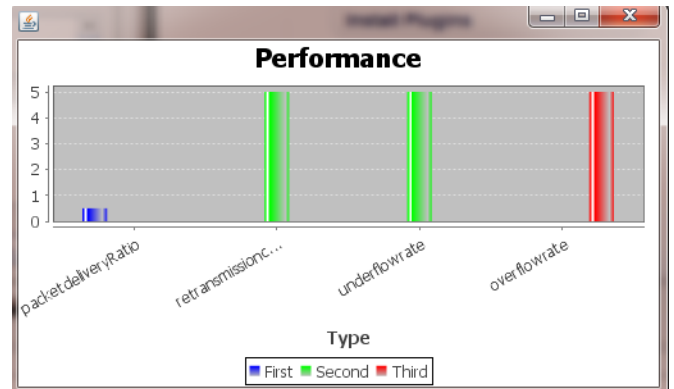 Install Plugins
Performance
5
4
3
2
1
0
packetdeliveryRatio
retransmissionc...
underflowrate
overflowrate
Type
First Second Third